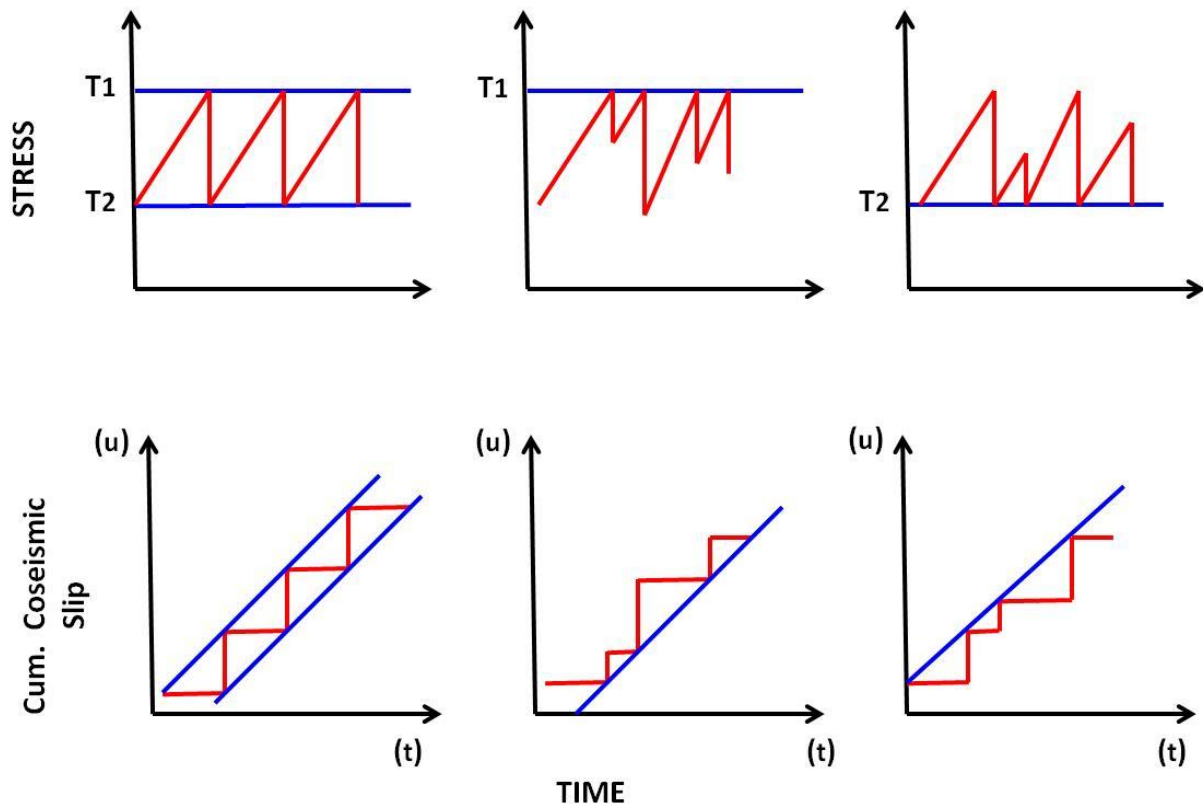 STRESS
T1
T2
T1
T2
Cum. Coseismic
Slip
(u)
(u)
(u)
(t)
(t)
(t)
TIME